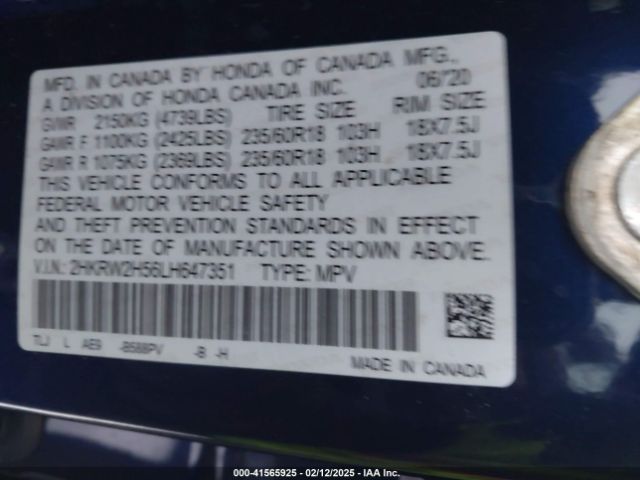 MFD. IN CANADA BY HONDA OF CANADA MFG.,
A DIVISION OF HONDA CANADA INC. 06/20
GVWR 2150KG (4739LBS) TIRE SIZE RIM SIZE
GAWR F 1100KG (2425LBS) 235/60R18 103H 18X7.5J
GAWR R 1075KG (2369LBS) 235/60R18 103H 18X7.5J
THIS VEHICLE CONFORMS TO ALL APPLICABLE
FEDERAL MOTOR VEHICLE SAFETY
AND THEFT PREVENTION STANDARDS IN EFFECT
ON THE DATE OF MANUFACTURE SHOWN ABOVE.
V.I.N.: 2HKRW2H56LH647351 TYPE: MPV
TLJ L AE9 -B588PV -B -H
MADE IN CANADA
000-41565925 - 02/12/2025 - IAA Inc.